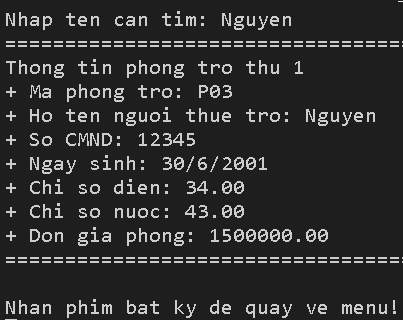 Nhap ten can tim: Nguyen
==================================
Thong tin phong tro thu 1
+ Ma phong tro: P03
+ Ho ten nguoi thue tro: Nguyen
+ So CMND: 12345
+ Ngay sinh: 30/6/2001
+ Chi so dien: 34.00
+ Chi so nuoc: 43.00
+ Don gia phong: 1500000.00
==================================
Nhan phim bat ky de quay ve menu!